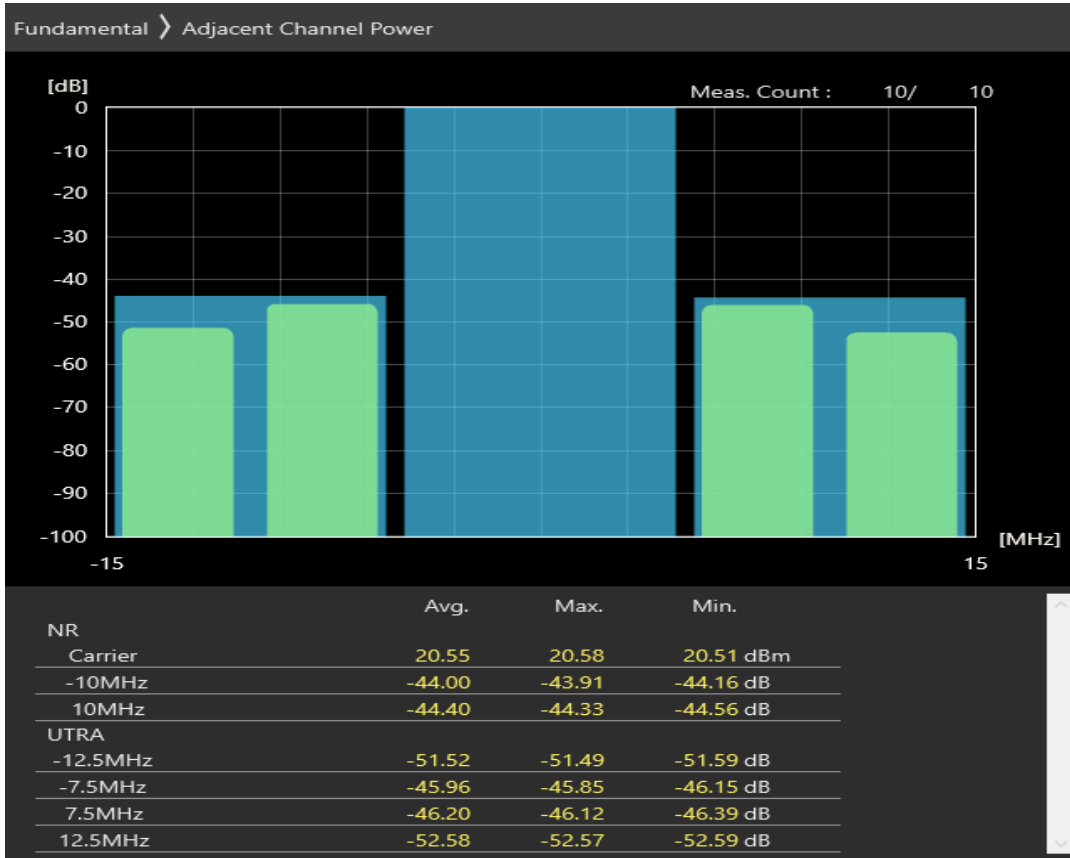 Fundamental ❭ Adjacent Channel Power
[dB]
Meas. Count : 10/ 10
0
-10
-20
-30
-40
-50
-60
-70
-80
-90
-100
[MHz]
-15 15
Avg. Max. Min.
NR
Carrier 20.55 20.58 20.51 dBm
-10MHz -44.00 -43.91 -44.16 dB
10MHz -44.40 -44.33 -44.56 dB
UTRA
-12.5MHz -51.52 -51.49 -51.59 dB
-7.5MHz -45.96 -45.85 -46.15 dB
7.5MHz -46.20 -46.12 -46.39 dB
12.5MHz -52.58 -52.57 -52.59 dB